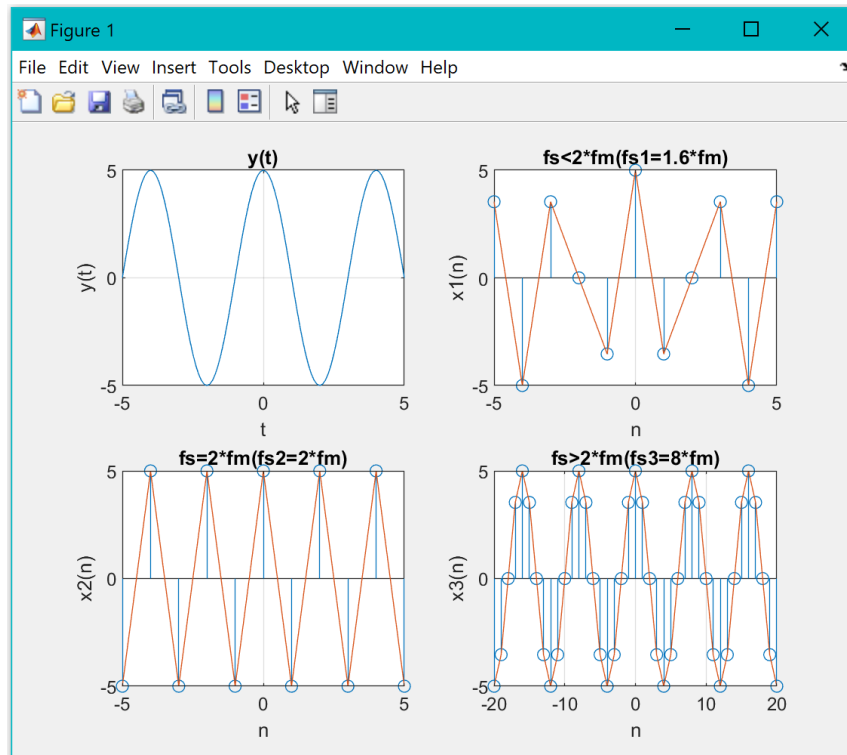 Figure 1
File Edit View Insert Tools Desktop Window Help
y(t)
5
0
-5
y(t)
-5 0 5
t
fs<2*fm(fs1=1.6*fm)
5
0
-5
x1(n)
-5 0 5
n
fs=2*fm(fs2=2*fm)
5
0
-5
x2(n)
-5 0 5
n
fs>2*fm(fs3=8*fm)
5
0
-5
x3(n)
-20 -10 0 10 20
n